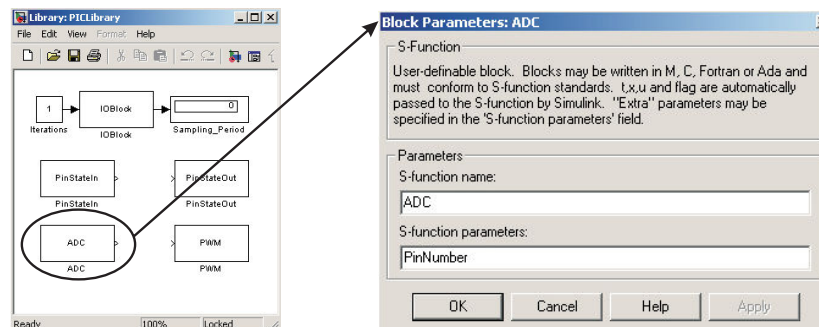 Library: PICLibrary
File Edit View Format Help
1
Iterations
IOBlock
IOBlock
0
Sampling_Period
PinStateIn
PinStateIn
PinStateOut
PinStateOut
ADC
ADC
PWM
PWM
Ready 100% Locked
Block Parameters: ADC
S-Function
User-definable block. Blocks may be written in M, C, Fortran or Ada and
must conform to S-function standards. t,x,u and flag are automatically
passed to the S-function by Simulink. "Extra" parameters may be
specified in the 'S-function parameters' field.
Parameters
S-function name:
ADC
S-function parameters:
PinNumber
OK Cancel Help Apply